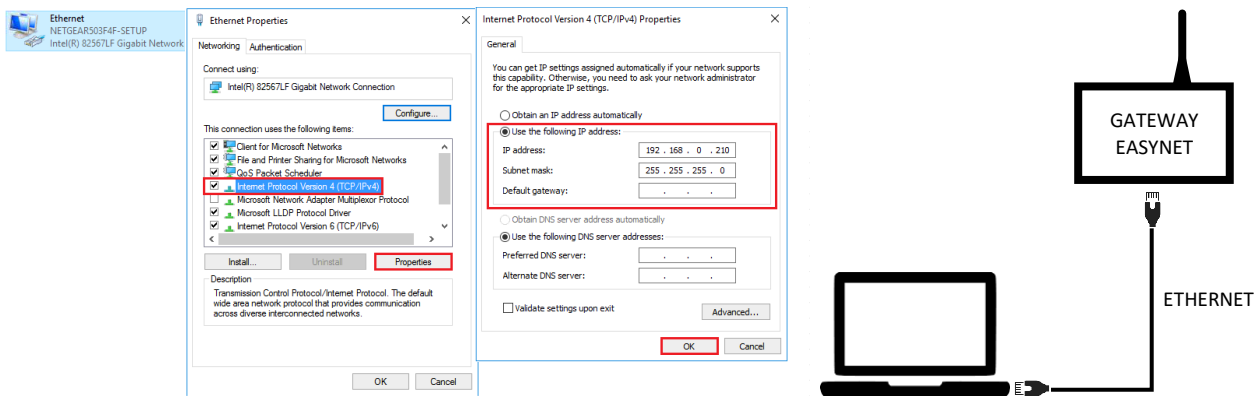 Ethernet
NETGEAR503F4F-SETUP
Intel(R) 82567LF Gigabit Network
Ethernet Properties
Networking
Authentication
Connect using:
Intel(R) 82567LF Gigabit Network Connection
Configure...
This connection uses the following items:
Client for Microsoft Networks
File and Printer Sharing for Microsoft Networks
QoS Packet Scheduler
Internet Protocol Version 4 (TCP/IPv4)
Microsoft Network Adapter Multiplexor Protocol
Microsoft LLDP Protocol Driver
Internet Protocol Version 6 (TCP/IPv6)
Install...
Uninstall
Properties
Description
Transmission Control Protocol/Internet Protocol. The default
wide area network protocol that provides communication
across diverse interconnected networks.
OK
Cancel
Internet Protocol Version 4 (TCP/IPv4) Properties
General
You can get IP settings assigned automatically if your network supports
this capability. Otherwise, you need to ask your network administrator
for the appropriate IP settings.
Obtain an IP address automatically
Use the following IP address:
IP address: 192 . 168 . 0 . 210
Subnet mask: 255 . 255 . 255 . 0
Default gateway: . . .
Obtain DNS server address automatically
Use the following DNS server addresses:
Preferred DNS server: . . .
Alternate DNS server: . . .
Validate settings upon exit
Advanced...
OK
Cancel
GATEWAY
EASYNET
ETHERNET